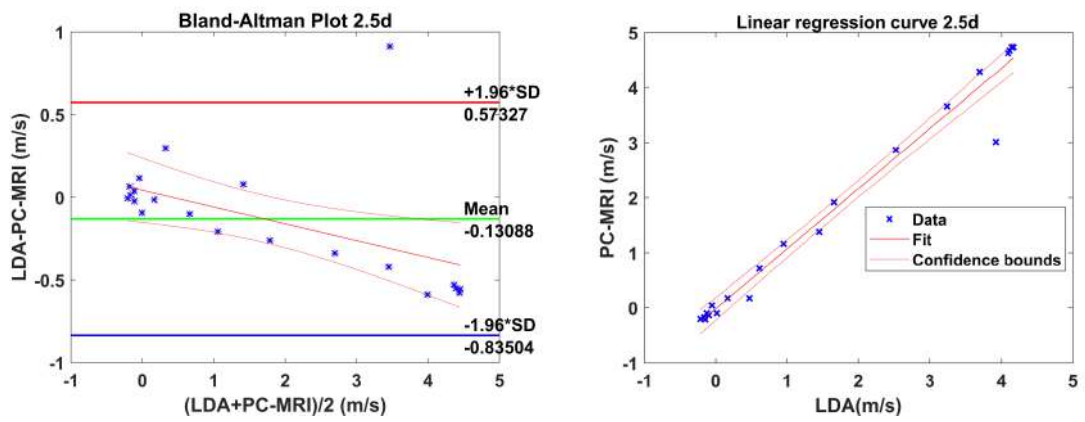 Bland-Altman Plot 2.5d
1
0.5
0
-0.5
-1
LDA-PC-MRI (m/s)
+1.96*SD
0.57327
Mean
-0.13088
-1.96*SD
-0.83504
-1 0 1 2 3 4 5
(LDA+PC-MRI)/2 (m/s)
Linear regression curve 2.5d
5
4
3
2
1
0
-1
PC-MRI (m/s)
Data
Fit
Confidence bounds
-1 0 1 2 3 4 5
LDA(m/s)